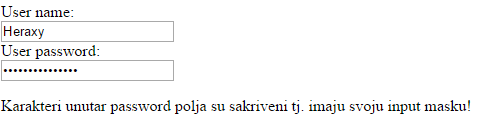 User name:
Heraxy
User password:
•••••••••••••••
Karakteri unutar password polja su sakriveni tj. imaju svoju input masku!